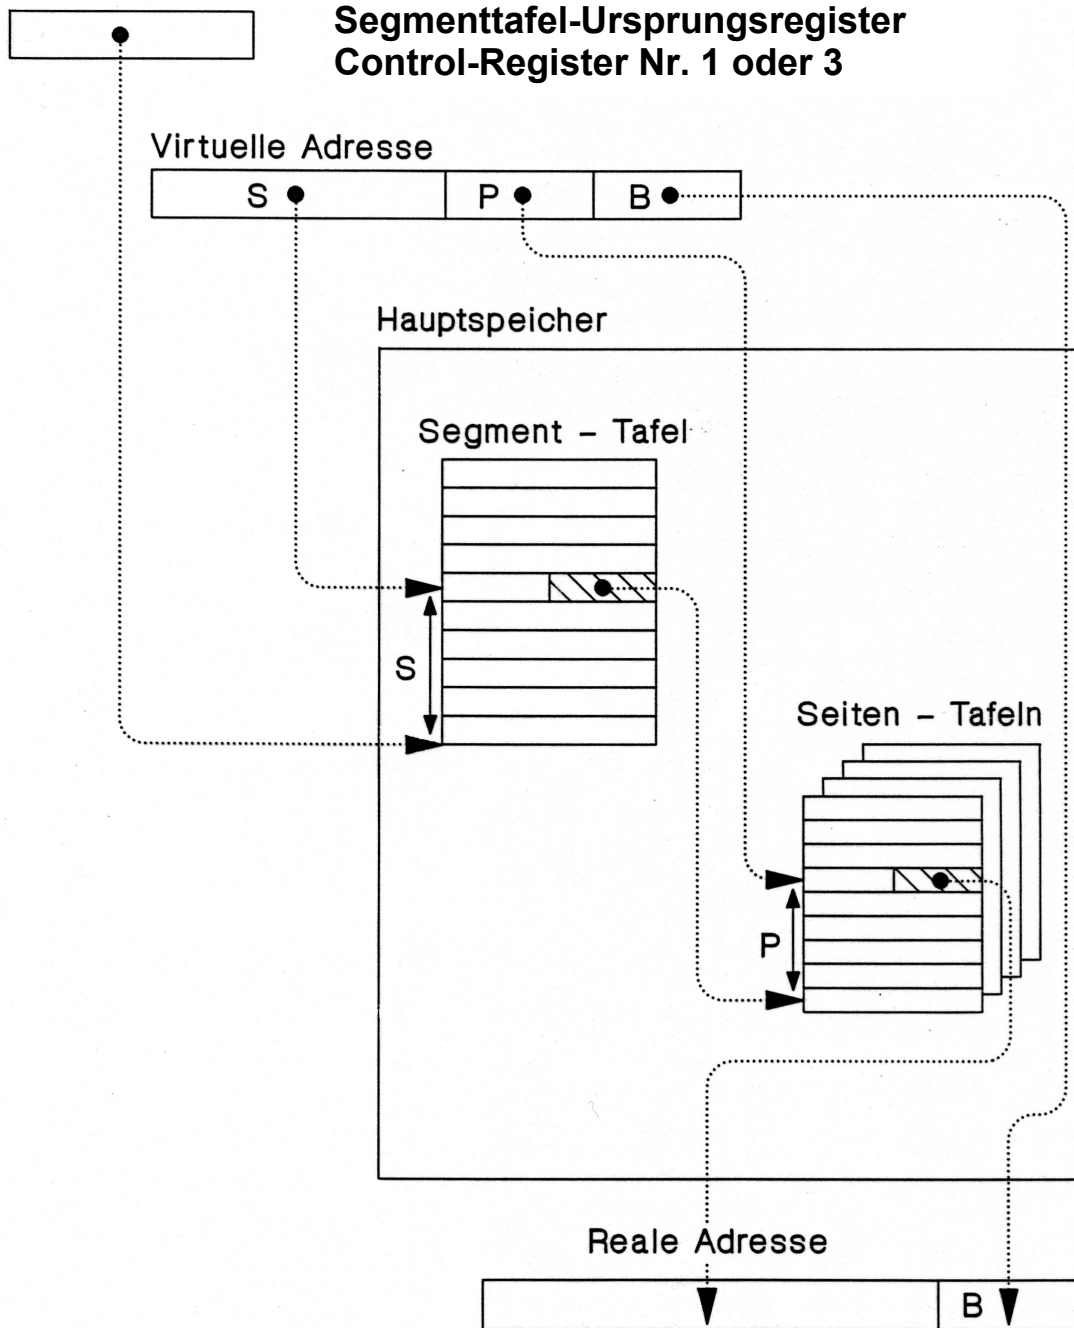 Segmenttafel-Ursprungsregister
Control-Register Nr. 1 oder 3
Virtuelle Adresse
S P B
Hauptspeicher
Segment - Tafel
S
Seiten - Tafeln
P
Reale Adresse
B